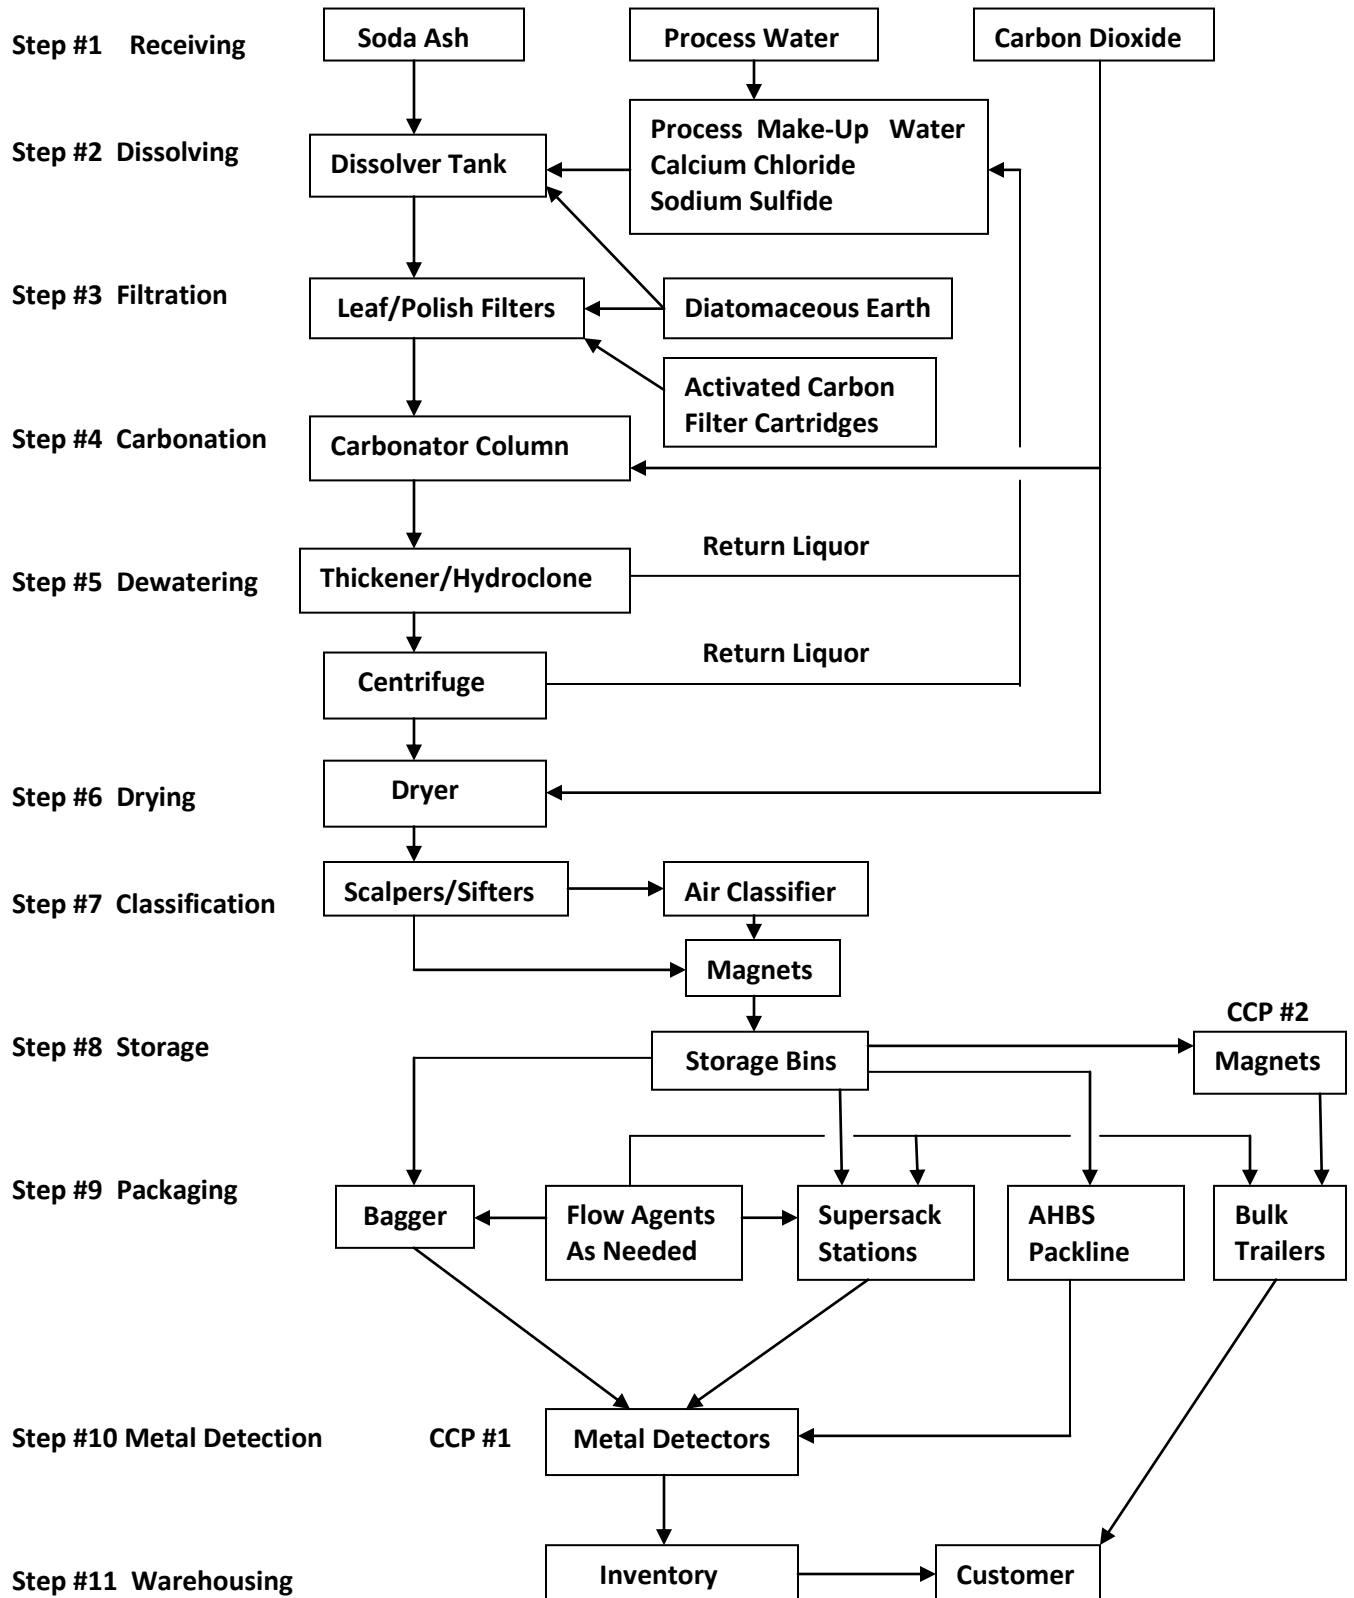 Step #1 Receiving
Soda Ash
Process Water
Carbon Dioxide
Step #2 Dissolving
Dissolver Tank
Process Make-Up Water
Calcium Chloride
Sodium Sulfide
Step #3 Filtration
Leaf/Polish Filters
Diatomaceous Earth
Activated Carbon
Filter Cartridges
Step #4 Carbonation
Carbonator Column
Step #5 Dewatering
Thickener/Hydroclone
Return Liquor
Centrifuge
Return Liquor
Step #6 Drying
Dryer
Step #7 Classification
Scalpers/Sifters
Air Classifier
Magnets
Step #8 Storage
Storage Bins
CCP #2
Magnets
Step #9 Packaging
Bagger
Flow Agents
As Needed
Supersack
Stations
AHBS
Packline
Bulk
Trailers
Step #10 Metal Detection
CCP #1
Metal Detectors
Step #11 Warehousing
Inventory
Customer